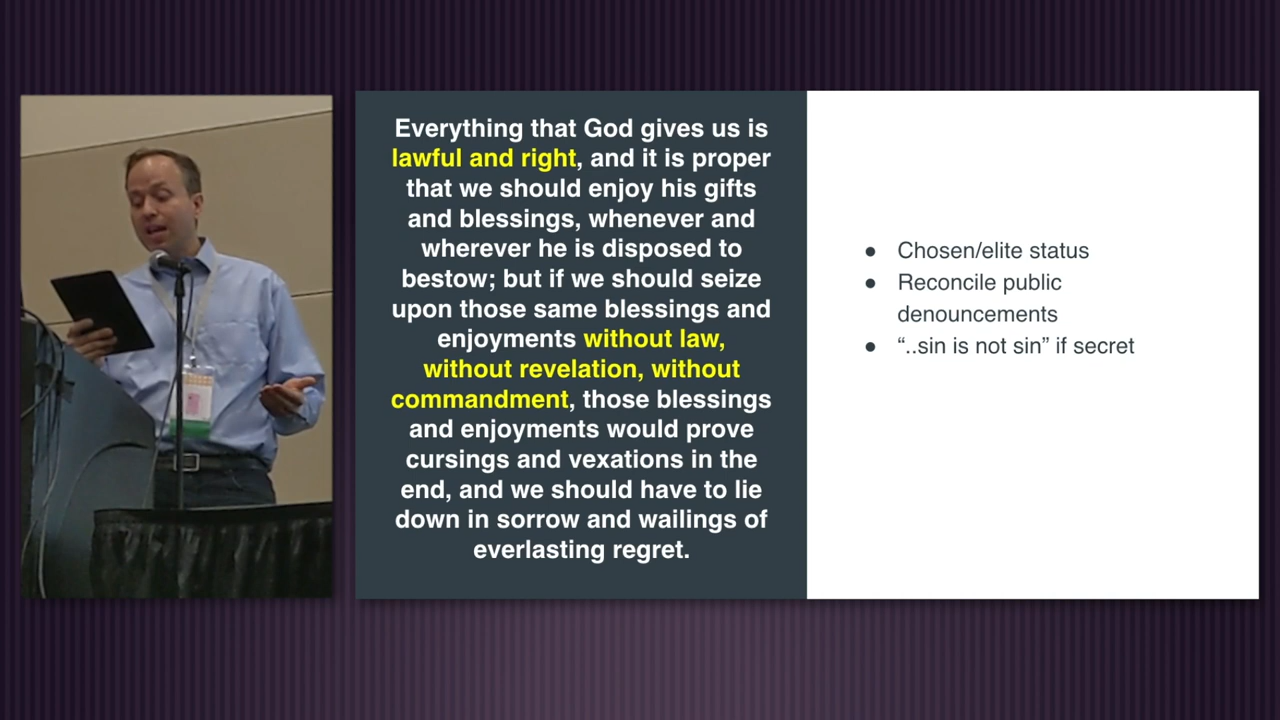 Everything that God gives us is
lawful and right, and it is proper
that we should enjoy his gifts
and blessings, whenever and
wherever he is disposed to
bestow; but if we should seize
upon those same blessings and
enjoyments without law,
without revelation, without
commandment, those blessings
and enjoyments would prove
cursings and vexations in the
end, and we should have to lie
down in sorrow and wailings of
everlasting regret.
● Chosen/elite status
● Reconcile public
denouncements
● “..sin is not sin” if secret